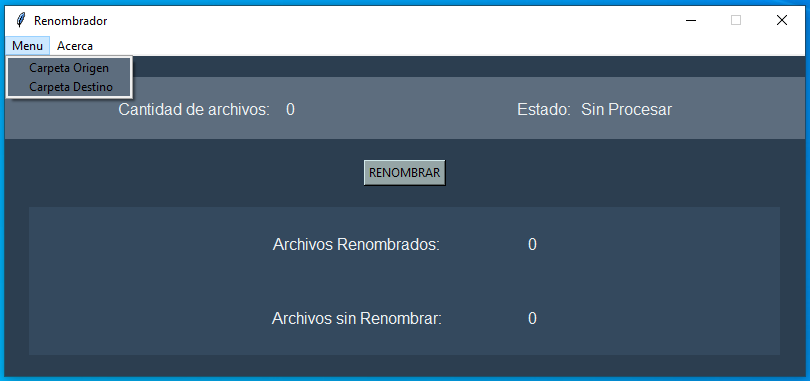 Renombrador
Menu Acerca
Carpeta Origen
Carpeta Destino
Cantidad de archivos: 0 Estado: Sin Procesar
RENOMBRAR
Archivos Renombrados: 0
Archivos sin Renombrar: 0